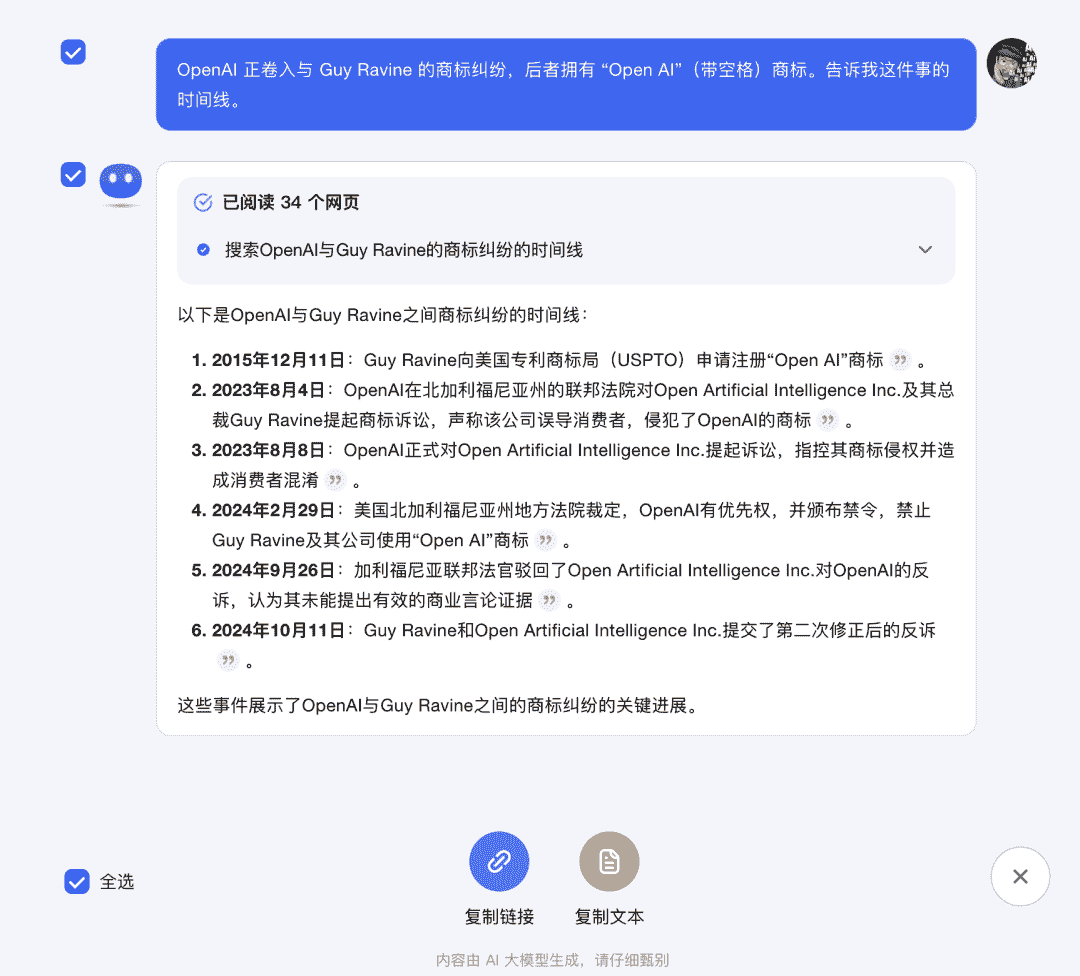 OpenAI 正卷入与 Guy Ravine 的商标纠纷，后者拥有 “Open AI”（带空格）商标。告诉我这件事的
时间线。
已阅读 34 个网页
搜索OpenAI与Guy Ravine的商标纠纷的时间线
以下是OpenAI与Guy Ravine之间商标纠纷的时间线：
1. 2015年12月11日：Guy Ravine向美国专利商标局（USPTO）申请注册“Open AI”商标 ” 。
2. 2023年8月4日：OpenAI在北加利福尼亚州的联邦法院对Open Artificial Intelligence Inc.及其总
裁Guy Ravine提起商标诉讼，声称该公司误导消费者，侵犯了OpenAI的商标 ” 。
3. 2023年8月8日：OpenAI正式对Open Artificial Intelligence Inc.提起诉讼，指控其商标侵权并造
成消费者混淆 ” 。
4. 2024年2月29日：美国北加利福尼亚州地方法院裁定，OpenAI有优先权，并颁布禁令，禁止
Guy Ravine及其公司使用“Open AI”商标 ” 。
5. 2024年9月26日：加利福尼亚联邦法官驳回了Open Artificial Intelligence Inc.对OpenAI的反
诉，认为其未能提出有效的商业言论证据 ” 。
6. 2024年10月11日：Guy Ravine和Open Artificial Intelligence Inc.提交了第二次修正后的反诉
” 。
这些事件展示了OpenAI与Guy Ravine之间的商标纠纷的关键进展。
全选
复制链接
复制文本
内容由 AI 大模型生成，请仔细甄别